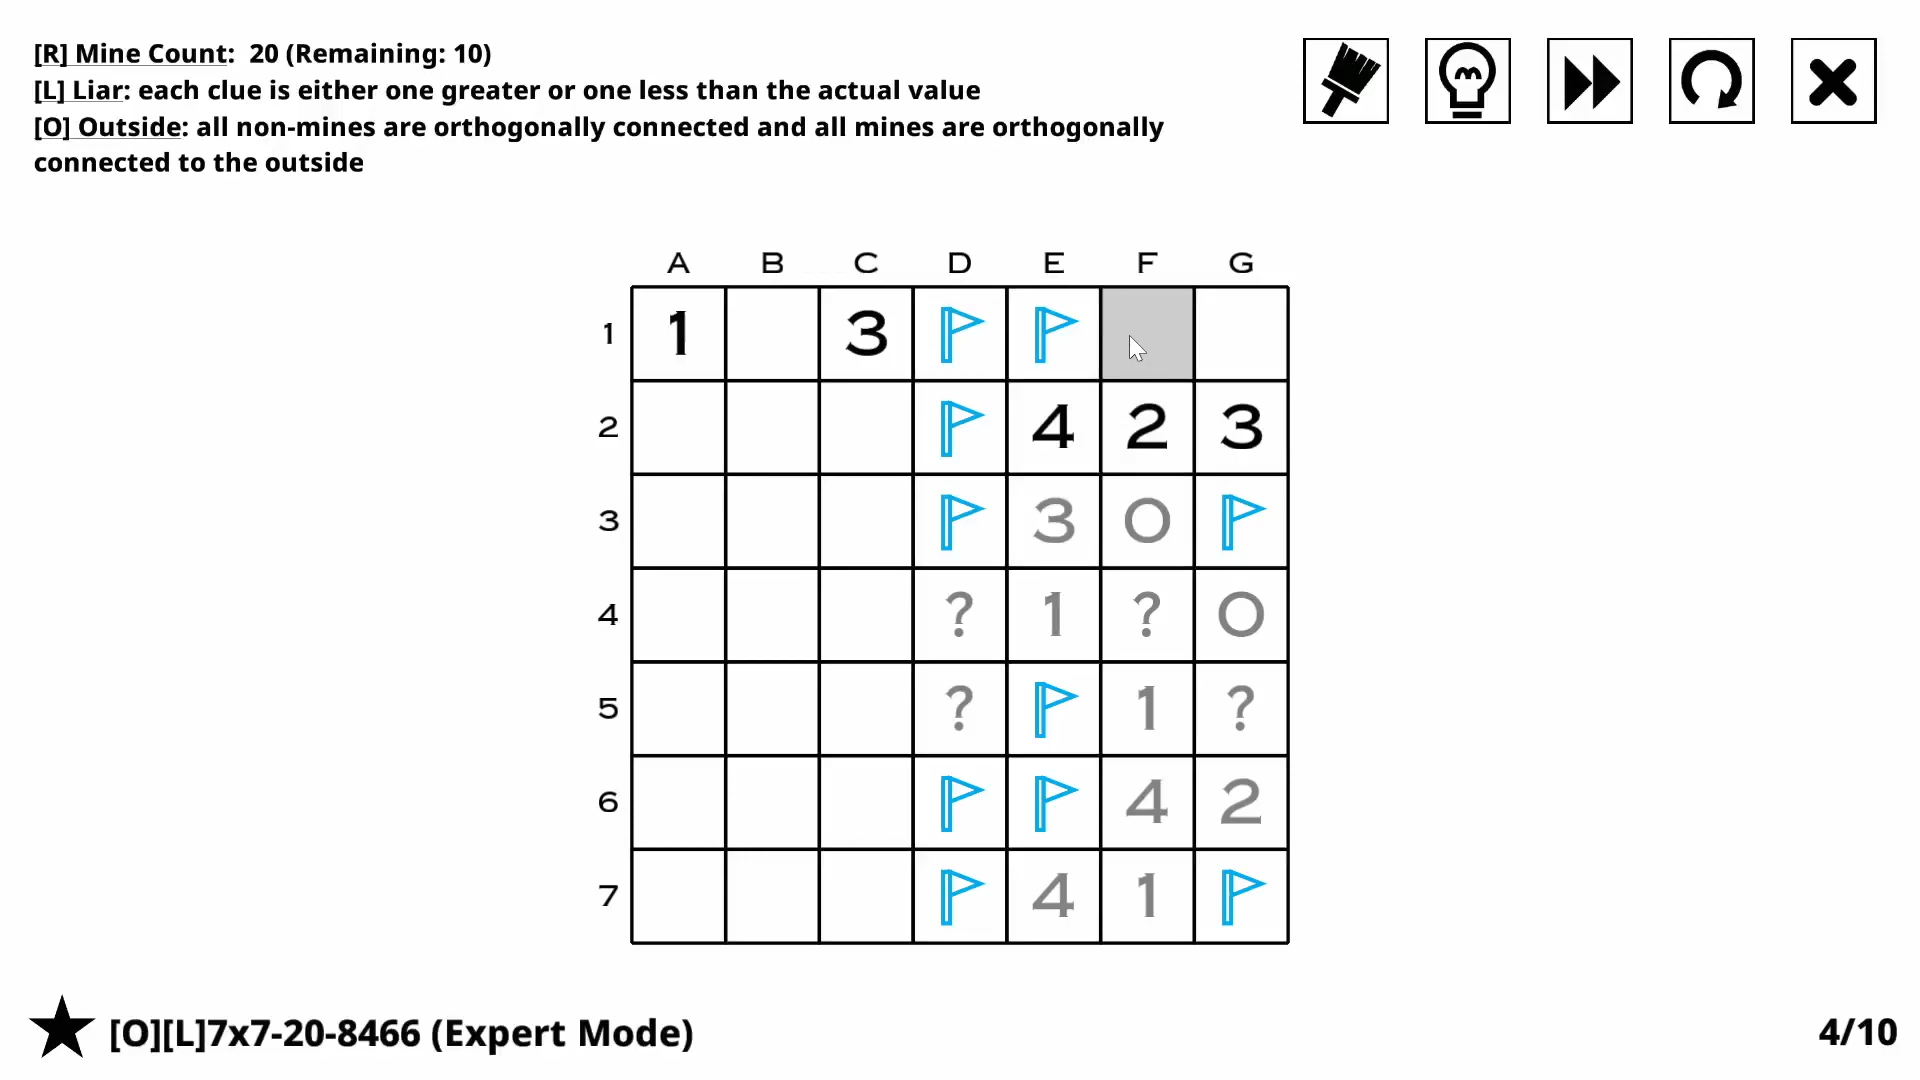 [R] Mine Count:  20 (Remaining: 10)
[L] Liar: each clue is either one greater or one less than the actual value
[O] Outside: all non-mines are orthogonally connected and all mines are orthogonally
connected to the outside
A B C D E F G
1 1 3
2 4 2 3
3 3 0
4 ? 1 ? 0
5 ? 1 ?
6 4 2
7 4 1
[O][L]7x7-20-8466 (Expert Mode)
4/10